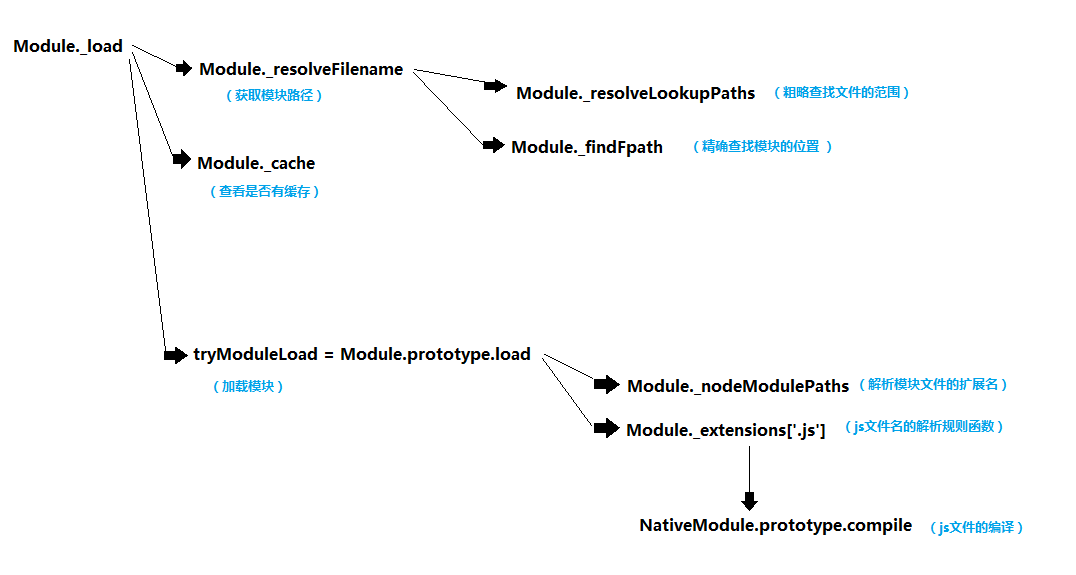 Module._load
Module._resolveFilename
（获取模块路径）
Module._resolveLookupPaths （粗略查找文件的范围）
Module._findFpath （精确查找模块的位置 ）
Module._cache
（查看是否有缓存）
tryModuleLoad = Module.prototype.load
（加载模块）
Module._nodeModulePaths （解析模块文件的扩展名）
Module._extensions['.js'] （js文件名的解析规则函数）
NativeModule.prototype.compile （js文件的编译）